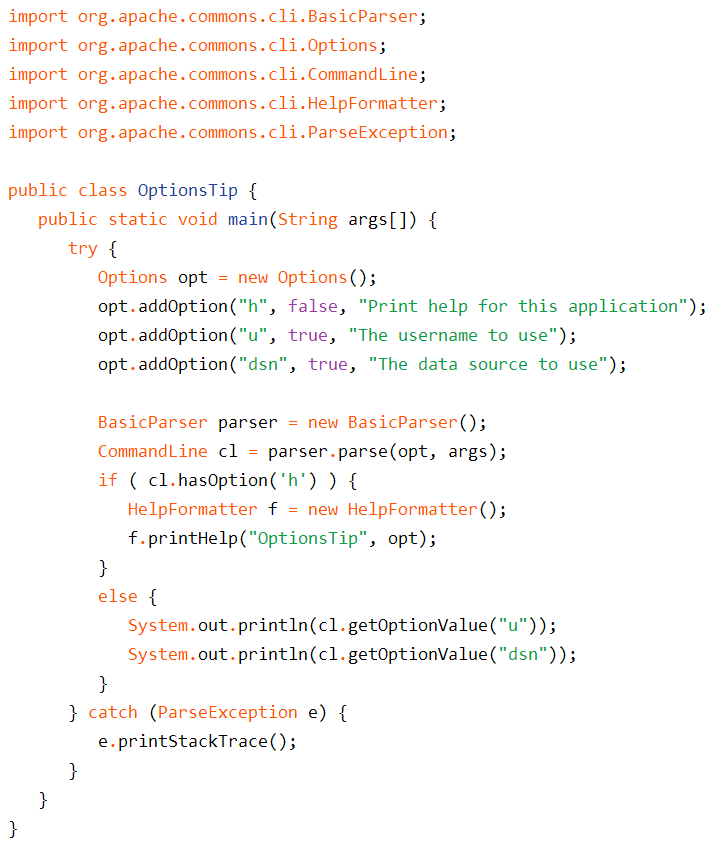 import org.apache.commons.cli.BasicParser;
import org.apache.commons.cli.Options;
import org.apache.commons.cli.CommandLine;
import org.apache.commons.cli.HelpFormatter;
import org.apache.commons.cli.ParseException;

public class OptionsTip {
   public static void main(String args[]) {
      try {
         Options opt = new Options();
         opt.addOption("h", false, "Print help for this application");
         opt.addOption("u", true, "The username to use");
         opt.addOption("dsn", true, "The data source to use");

         BasicParser parser = new BasicParser();
         CommandLine cl = parser.parse(opt, args);
         if ( cl.hasOption('h') ) {
            HelpFormatter f = new HelpFormatter();
            f.printHelp("OptionsTip", opt);
         }
         else {
            System.out.println(cl.getOptionValue("u"));
            System.out.println(cl.getOptionValue("dsn"));
         }
      } catch (ParseException e) {
         e.printStackTrace();
      }
   }
}